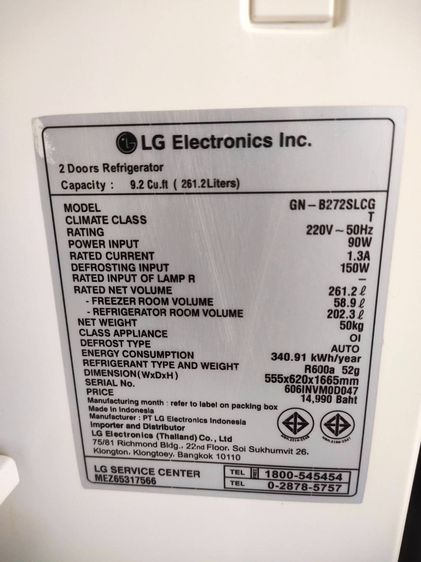 LG Electronics Inc.
2 Doors Refrigerator
Capacity : 9.2 Cu.ft ( 261.2Liters)
MODEL GN-B272SLCG
CLIMATE CLASS T
RATING 220V~50Hz
POWER INPUT 90W
RATED CURRENT 1.3A
DEFROSTING INPUT 150W
RATED INPUT OF LAMP R –
RATED NET VOLUME 261.2ℓ
- FREEZER ROOM VOLUME 58.9ℓ
- REFRIGERATOR ROOM VOLUME 202.3ℓ
NET WEIGHT 50kg
CLASS APPLIANCE OI
DEFROST TYPE AUTO
ENERGY CONSUMPTION 340.91 kWh/year
REFRIGERANT TYPE AND WEIGHT R600a 52g
DIMENSION(WxDxH) 555x620x1665mm
SERIAL No. 606INVM0D047
PRICE 14,990 Baht
Manufacturing month : refer to label on packing box
Made in Indonesia
Manufacturer : PT LG Electronics Indonesia
Importer and Distributor
LG Electronics (Thailand) Co., Ltd
75/81 Richmond Bldg., 22nd Floor, Soi Sukhumvit 26,
Klongton, Klongtoey, Bangkok 10110
LG SERVICE CENTER TEL 1800-545454
MEZ65317566 TEL 0-2878-5757